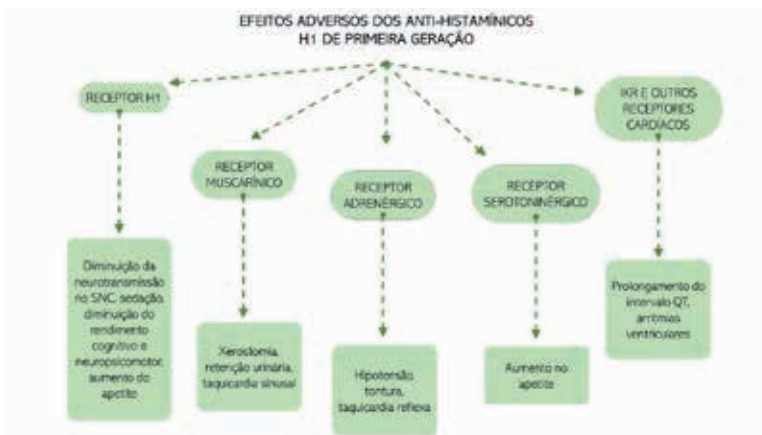 EFEITOS ADVERSOS DOS ANTI-HISTAMÍNICOS
H1 DE PRIMEIRA GERAÇÃO
RECEPTOR H1
RECEPTOR
MUSCARÍNICO
RECEPTOR
ADRENÉRGICO
RECEPTOR
SEROTONINÉRGICO
IKR E OUTROS
RECEPTORES
CARDÍACOS
Diminuição da
neurotransmissão
no SNC, sedação,
diminuição do
rendimento
cognitivo e
neuropsicomotor,
aumento do
apetite
Xerostomia,
retenção urinária,
taquicardia sinusal
Hipotensão,
tontura,
taquicardia reflexa
Aumento no
apetite
Prolongamento do
intervalo QT,
arritmias
ventriculares